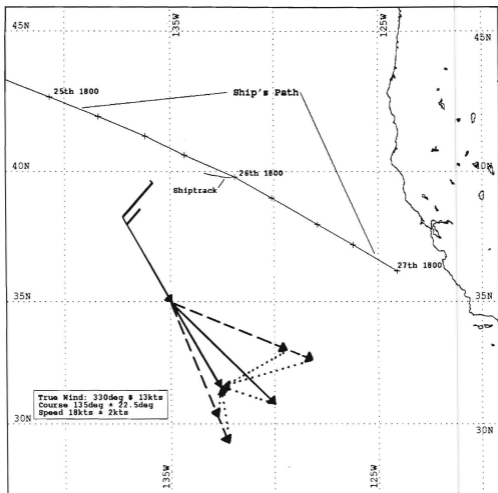 45N
135W
125W
45N
25th 1800
Ship's Path
40N
40N
26th 1800
Shiptrack
27th 1800
35N
35N
True Wind: 330deg @ 13kts
Course 135deg ± 22.5deg
Speed 18kts ± 2kts
30N
30N
135W
125W